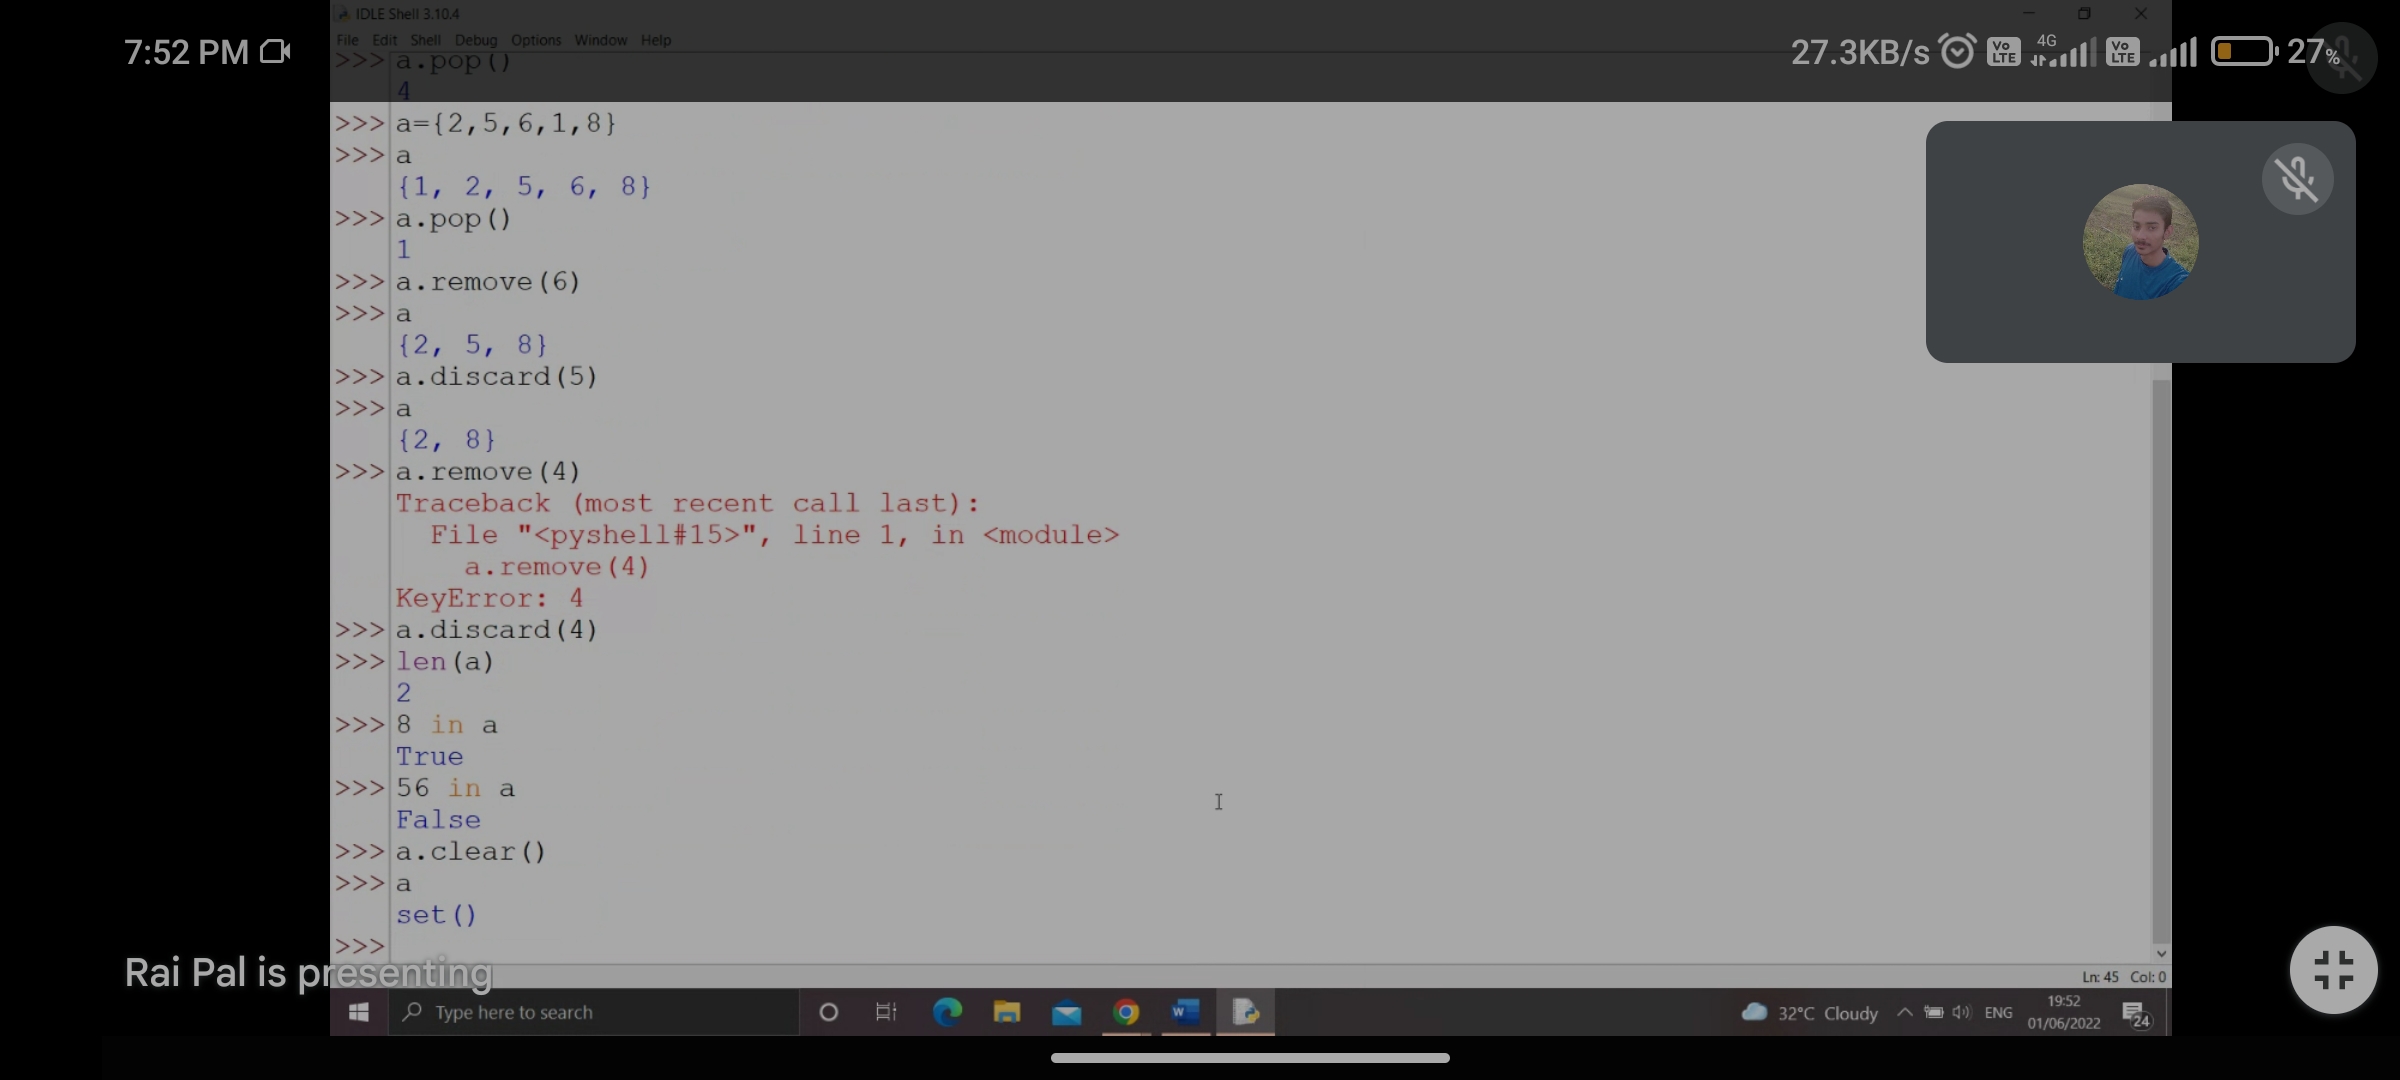 IDLE Shell 3.10.4
File Edit Shell Debug Options Window Help
7:52 PM
27.3KB/s Vo LTE 4G Vo LTE 27%
>>> a.pop()
4
>>> a={2,5,6,1,8}
>>> a
{1, 2, 5, 6, 8}
>>> a.pop()
1
>>> a.remove(6)
>>> a
{2, 5, 8}
>>> a.discard(5)
>>> a
{2, 8}
>>> a.remove(4)
Traceback (most recent call last):
File "<pyshell#15>", line 1, in <module>
a.remove(4)
KeyError: 4
>>> a.discard(4)
>>> len(a)
2
>>> 8 in a
True
>>> 56 in a
False
>>> a.clear()
>>> a
set()
>>>
Rai Pal is presenting
Ln: 45 Col: 0
Type here to search
W
32°C Cloudy
ENG
19:52
01/06/2022
24